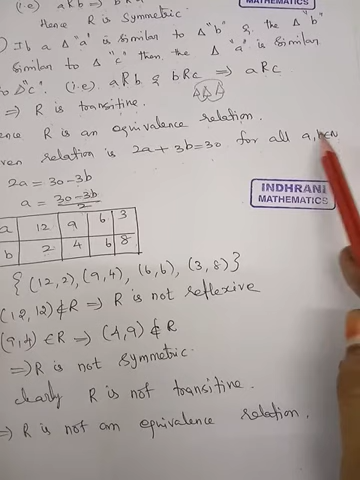 (i.e) aRb ⇒ bR
Hence R is Symmetric.
MATHEMATICS
) If a Δ "a" is similar to Δ "b" & the Δ "b"
Similar to Δ "c" then the Δ "a" is Similar
to Δ "c". (i.e) aRb & bRc ⇒ aRc.
⇒ R is transitive.
ence R is an equivalence relation.
ven relation is 2a + 3b = 30 for all a, b∈N
2a = 30-3b
a = 30-3b / 2
INDHRANI
MATHEMATICS
a 12 9 6 3
b 2 4 6 8
{(12,2), (9,4), (6,6), (3,8)}
(12,12) ∉ R ⇒ R is not reflexive
(9,4) ∈ R ⇒ (4,9) ∉ R
⇒ R is not Symmetric.
clearly R is not transitive.
⇒ R is not an equivalence relation.